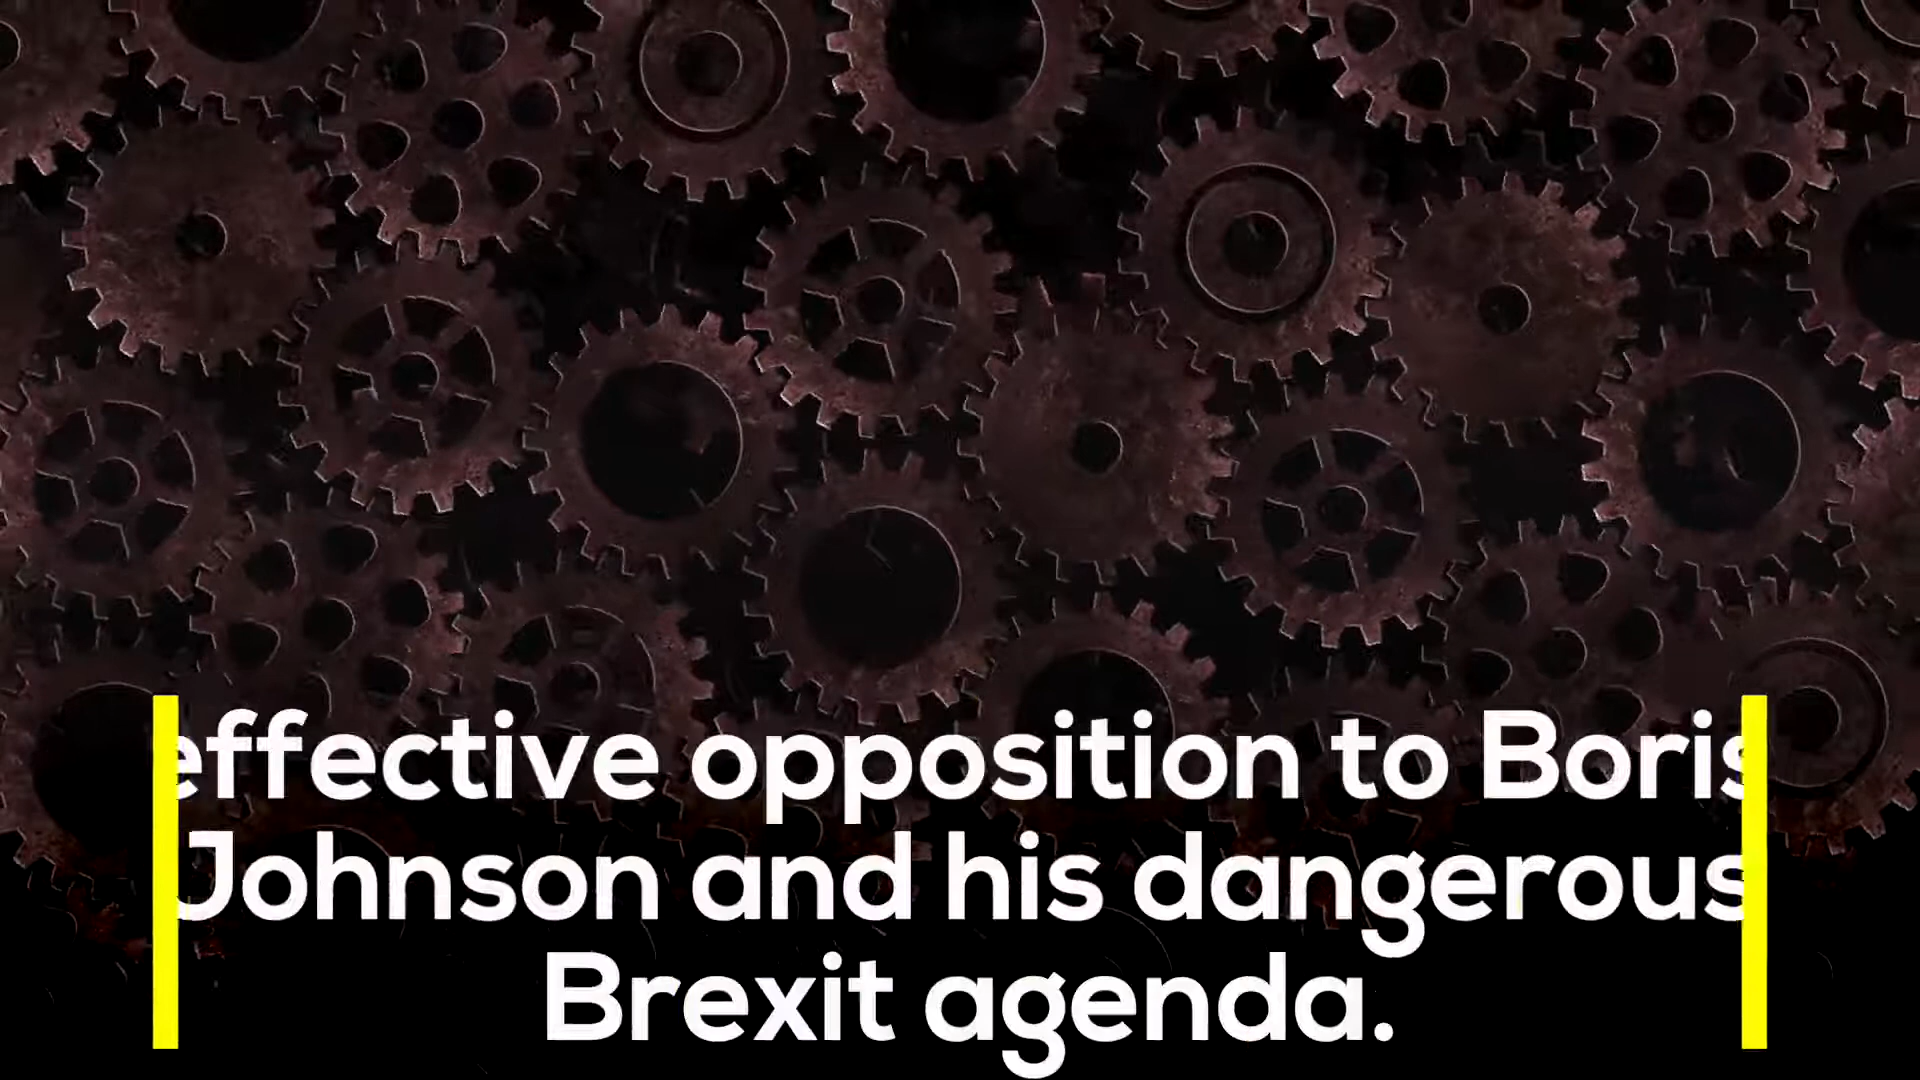 effective opposition to Boris
Johnson and his dangerous
Brexit agenda.